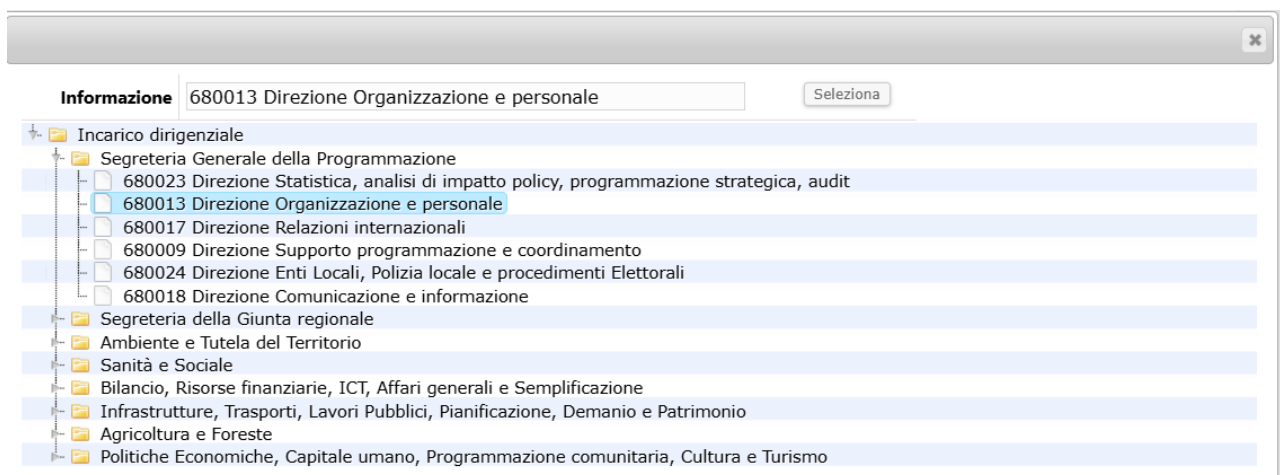 Informazione 680013 Direzione Organizzazione e personale Seleziona
Incarico dirigenziale
Segreteria Generale della Programmazione
680023 Direzione Statistica, analisi di impatto policy, programmazione strategica, audit
680013 Direzione Organizzazione e personale
680017 Direzione Relazioni internazionali
680009 Direzione Supporto programmazione e coordinamento
680024 Direzione Enti Locali, Polizia locale e procedimenti Elettorali
680018 Direzione Comunicazione e informazione
Segreteria della Giunta regionale
Ambiente e Tutela del Territorio
Sanità e Sociale
Bilancio, Risorse finanziarie, ICT, Affari generali e Semplificazione
Infrastrutture, Trasporti, Lavori Pubblici, Pianificazione, Demanio e Patrimonio
Agricoltura e Foreste
Politiche Economiche, Capitale umano, Programmazione comunitaria, Cultura e Turismo